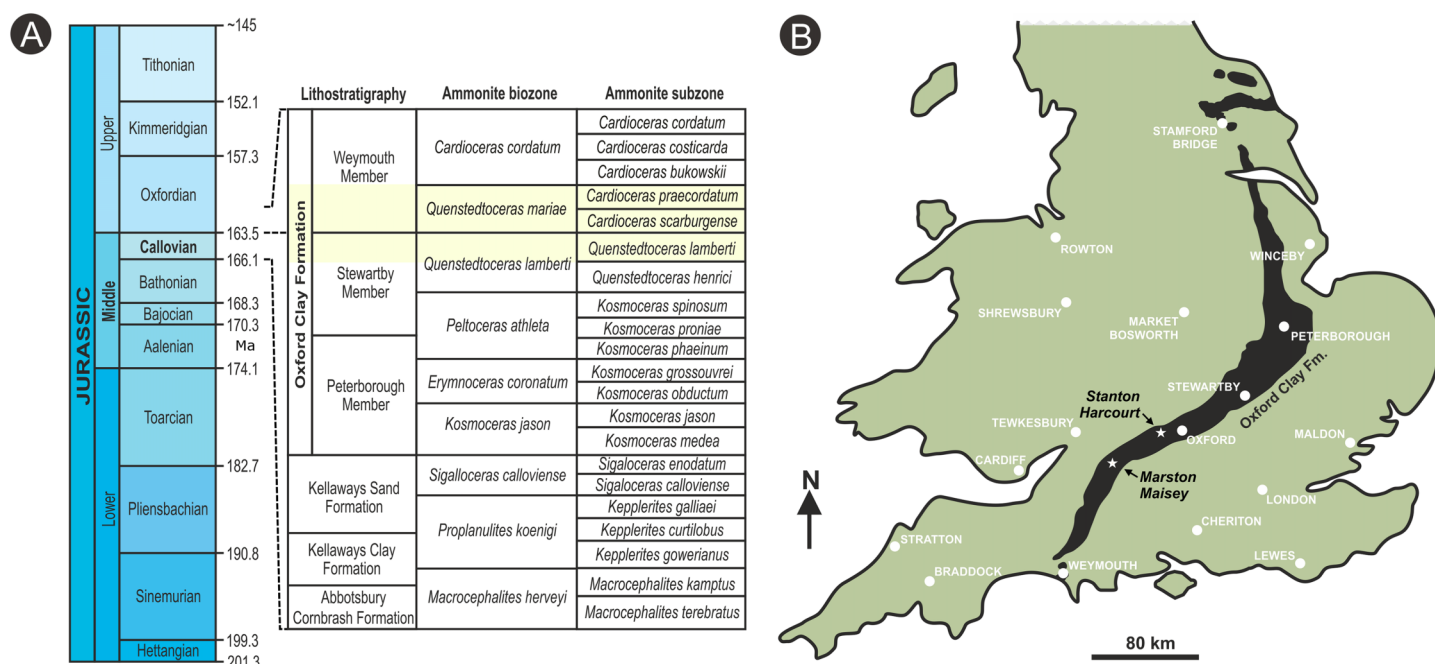 A
JURASSIC
Upper
Middle
Lower
Tithonian
Kimmeridgian
Oxfordian
Callovian
Bathonian
Bajocian
Aalenian
Toarcian
Pliensbachian
Sinemurian
Hettangian
~145
152.1
157.3
163.5
166.1
168.3
170.3
Ma
174.1
182.7
190.8
199.3
201.3
Lithostratigraphy
Ammonite biozone
Ammonite subzone
Oxford Clay Formation
Weymouth
Member
Stewartby
Member
Peterborough
Member
Kellaways Sand
Formation
Kellaways Clay
Formation
Abbotsbury
Cornbrash Formation
Cardioceras cordatum
Quenstedtoceras mariae
Quenstedtoceras lamberti
Peltoceras athleta
Erymnoceras coronatum
Kosmoceras jason
Sigalloceras calloviense
Proplanulites koenigi
Macrocephalites herveyi
Cardioceras cordatum
Cardioceras costicarda
Cardioceras bukowskii
Cardioceras praecordatum
Cardioceras scarburgense
Quenstedtoceras lamberti
Quenstedtoceras henrici
Kosmoceras spinosum
Kosmoceras proniae
Kosmoceras phaeinum
Kosmoceras grossouvrei
Kosmoceras obductum
Kosmoceras jason
Kosmoceras medea
Sigaloceras enodatum
Sigaloceras calloviense
Kepplerites galliaei
Kepplerites curtilobus
Kepplerites gowerianus
Macrocephalites kamptus
Macrocephalites terebratus
B
STAMFORD
BRIDGE
ROWTON
WINCEBY
SHREWSBURY
MARKET
BOSWORTH
PETERBOROUGH
STEWARTBY
Oxford Clay Fm.
Stanton
Harcourt
TEWKESBURY
OXFORD
MALDON
CARDIFF
Marston
Maisey
LONDON
N
CHERITON
STRATTON
LEWES
BRADDOCK
WEYMOUTH
80 km